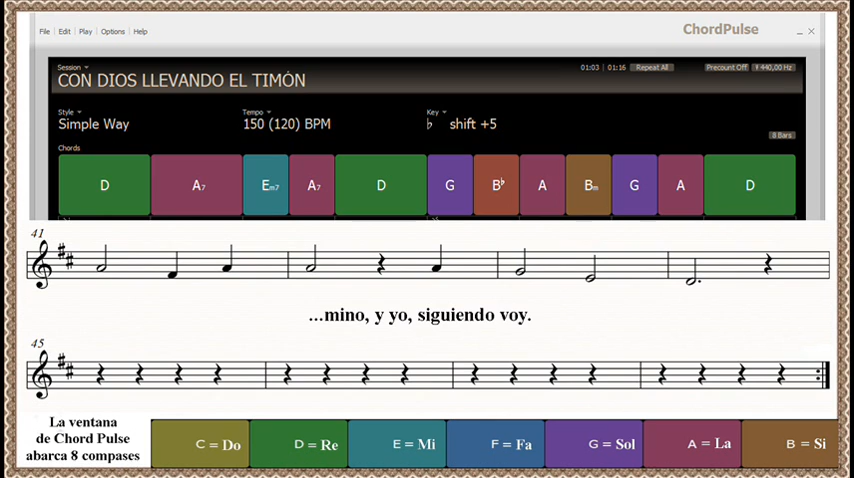 File Edit Play Options Help
ChordPulse
Session
01:03 | 01:16 Repeat All Precount Off 440,00 Hz
CON DIOS LLEVANDO EL TIMÓN
Style Tempo Key
Simple Way 150 (120) BPM ♭ shift +5
8 Bars
Chords
D A7 Em7 A7 D G B♭ A Bm G A D
41
...mino, y yo, siguiendo voy.
45
La ventana
de Chord Pulse
abarca 8 compases
C = Do D = Re E = Mi F = Fa G = Sol A = La B = Si